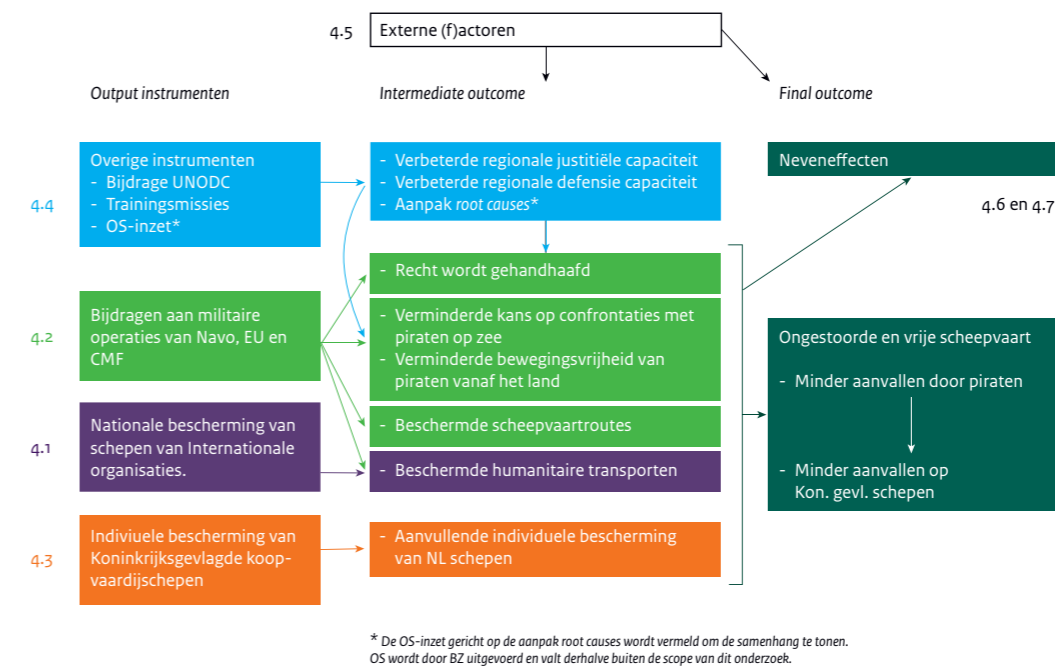 4.5
Externe (f)actoren
Output instrumenten
Intermediate outcome
Final outcome
4.4
Overige instrumenten
- Bijdrage UNODC
- Trainingsmissies
- OS-inzet*
- Verbeterde regionale justitiële capaciteit
- Verbeterde regionale defensie capaciteit
- Aanpak root causes*
Neveneffecten
4.6 en 4.7
- Recht wordt gehandhaafd
4.2
Bijdragen aan militaire
operaties van Navo, EU en
CMF
- Verminderde kans op confrontaties met
piraten op zee
- Verminderde bewegingsvrijheid van
piraten vanaf het land
- Beschermde scheepvaartroutes
Ongestoorde en vrije scheepvaart
- Minder aanvallen door piraten
- Minder aanvallen op
Kon. gevl. schepen
4.1
Nationale bescherming van
schepen van Internationale
organisaties.
- Beschermde humanitaire transporten
4.3
Indiviuele bescherming van
Koninkrijksgevlagde koop-
vaardijschepen
- Aanvullende individuele bescherming
van NL schepen
* De OS-inzet gericht op de aanpak root causes wordt vermeld om de samenhang te tonen.
OS wordt door BZ uitgevoerd en valt derhalve buiten de scope van dit onderzoek.